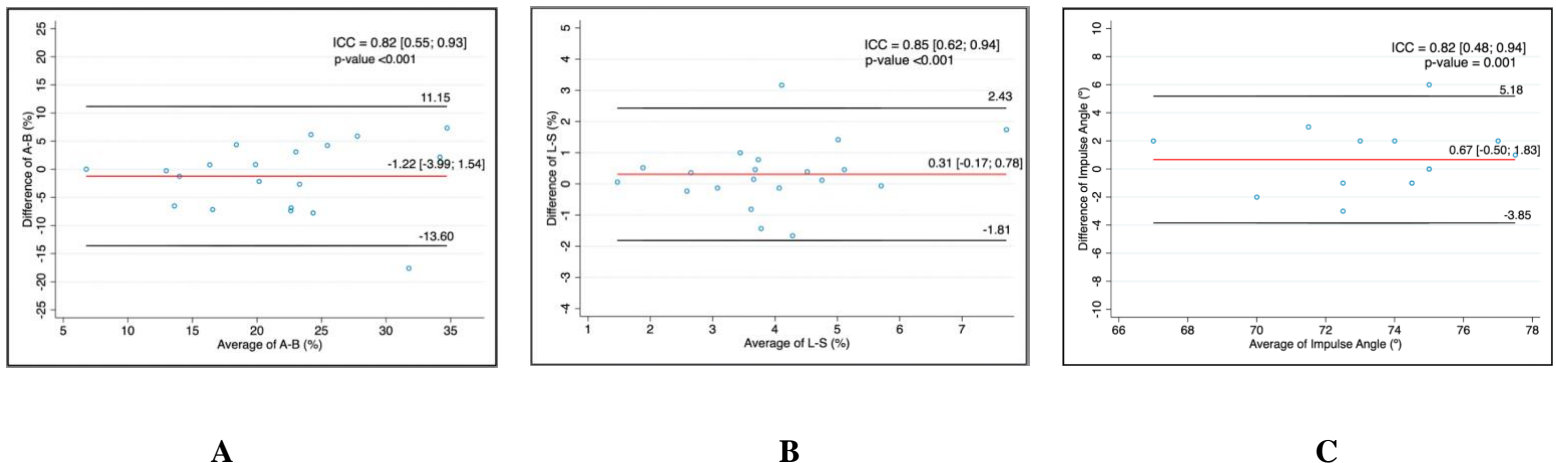 ICC = 0.82 [0.55; 0.93]
p-value <0.001
11.15
-1.22 [-3.99; 1.54]
-13.60
Difference of A-B (%)
25
20
15
10
5
0
-5
-10
-15
-20
-25
5 10 15 20 25 30 35
Average of A-B (%)
A
ICC = 0.85 [0.62; 0.94]
p-value <0.001
2.43
0.31 [-0.17; 0.78]
-1.81
Difference of L-S (%)
5
4
3
2
1
0
-1
-2
-3
-4
1 2 3 4 5 6 7
Average of L-S (%)
B
ICC = 0.82 [0.48; 0.94]
p-value = 0.001
5.18
0.67 [-0.50; 1.83]
-3.85
Difference of Impulse Angle (º)
10
8
6
4
2
0
-2
-4
-6
-8
-10
66 68 70 72 74 76 78
Average of Impulse Angle (º)
C